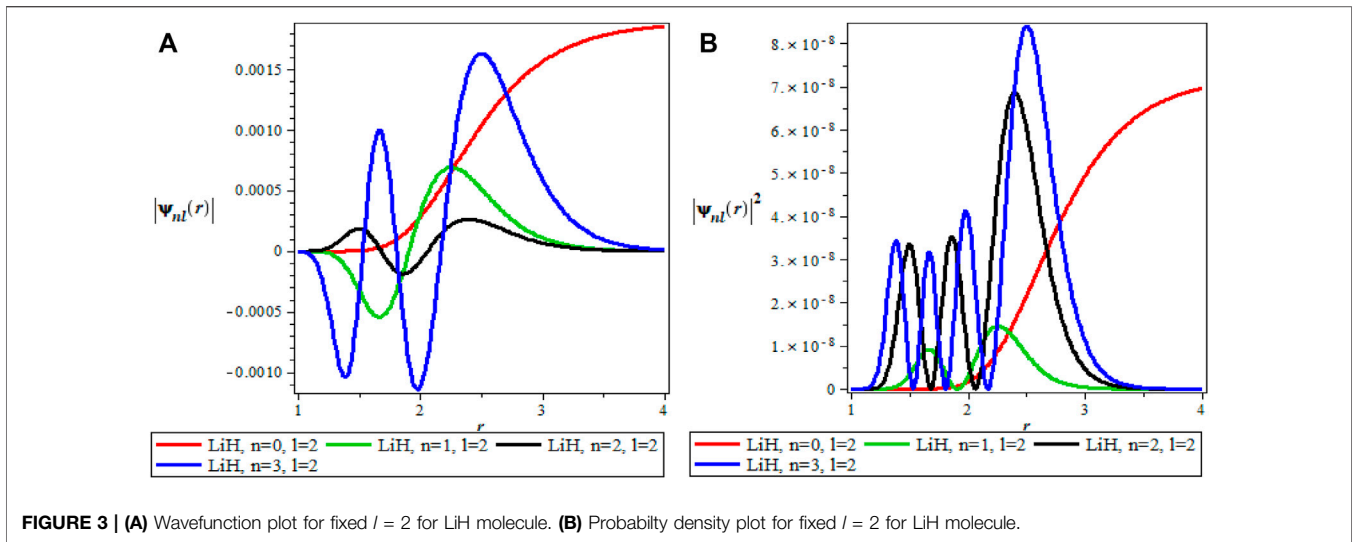 A
0.0015
0.0010
0.0005
0
-0.0005
-0.0010
|Ψnl(r)|
1 2 3 4
r
LiH, n=0, l=2 LiH, n=1, l=2 LiH, n=2, l=2
LiH, n=3, l=2
B
8. × 10⁻⁸
7. × 10⁻⁸
6. × 10⁻⁸
5. × 10⁻⁸
4. × 10⁻⁸
3. × 10⁻⁸
2. × 10⁻⁸
1. × 10⁻⁸
0
|Ψnl(r)|²
1 2 3 4
r
LiH, n=0, l=2 LiH, n=1, l=2 LiH, n=2, l=2
LiH, n=3, l=2
FIGURE 3 | (A) Wavefunction plot for fixed l = 2 for LiH molecule. (B) Probabilty density plot for fixed l = 2 for LiH molecule.